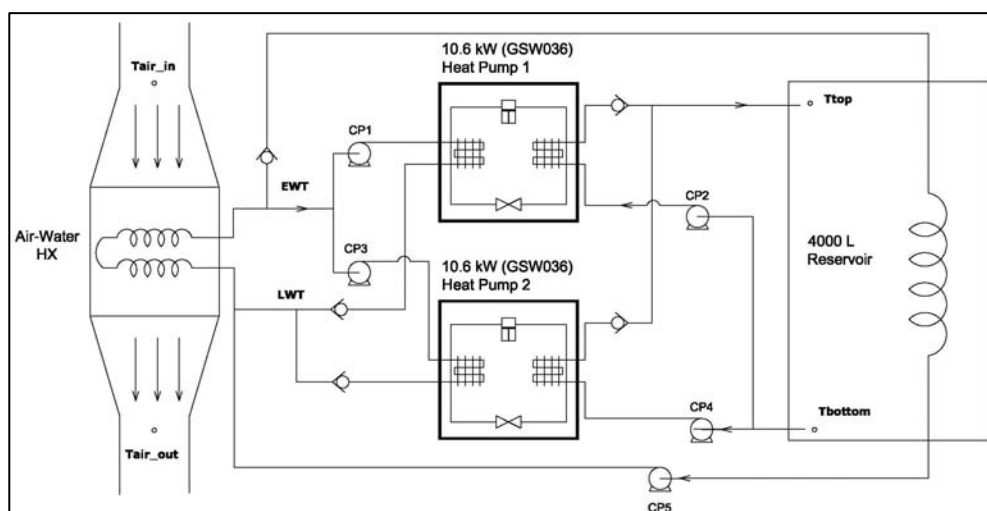 Tair_in
10.6 kW (GSW036)
Heat Pump 1
Ttop
CP1
EWT
CP2
Air-Water
HX
CP3
4000 L
Reservoir
10.6 kW (GSW036)
Heat Pump 2
LWT
CP4
Tbottom
Tair_out
CP5